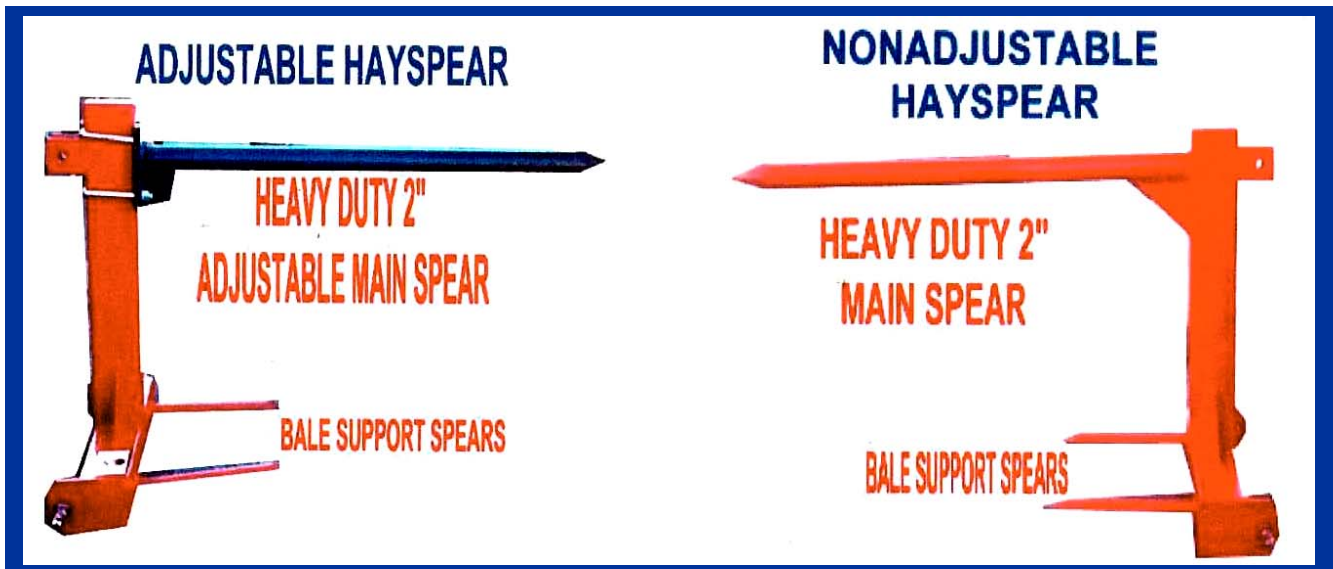 ADJUSTABLE HAYSPEAR
HEAVY DUTY 2"
ADJUSTABLE MAIN SPEAR
BALE SUPPORT SPEARS
NONADJUSTABLE
HAYSPEAR
HEAVY DUTY 2"
MAIN SPEAR
BALE SUPPORT SPEARS